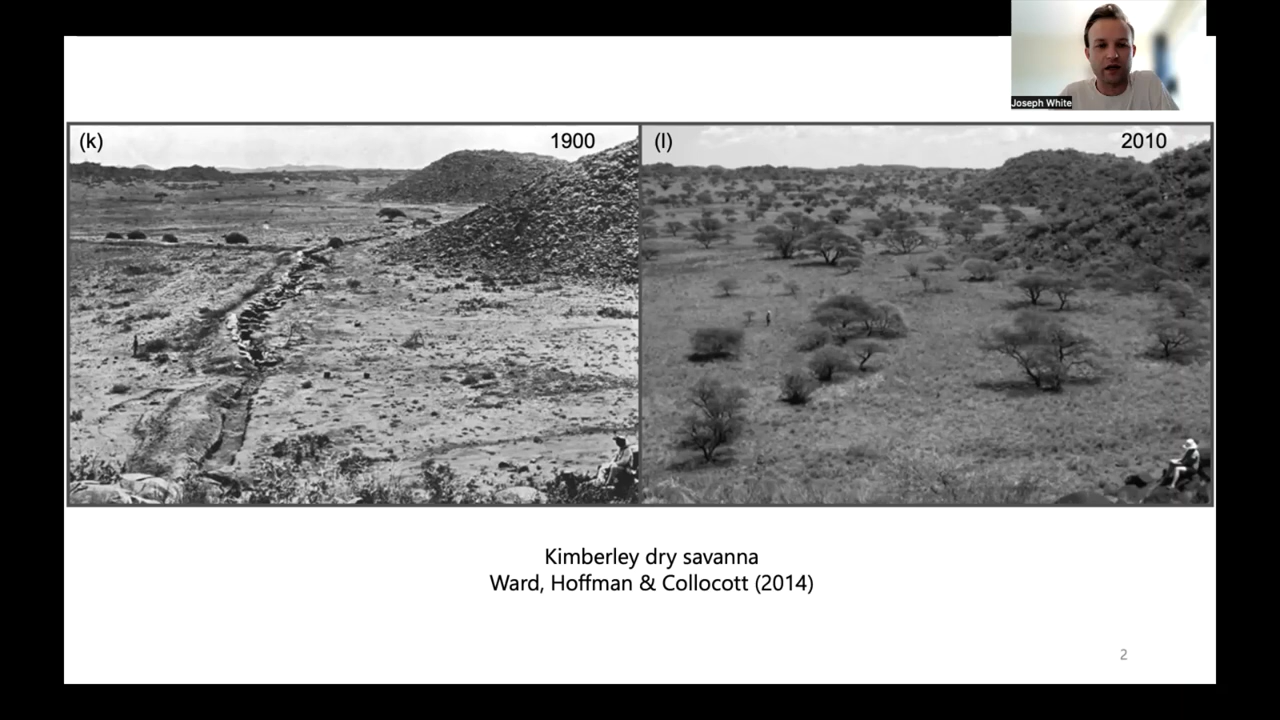 Joseph White
(k)
1900
(l)
2010
Kimberley dry savanna
Ward, Hoffman & Collocott (2014)
2